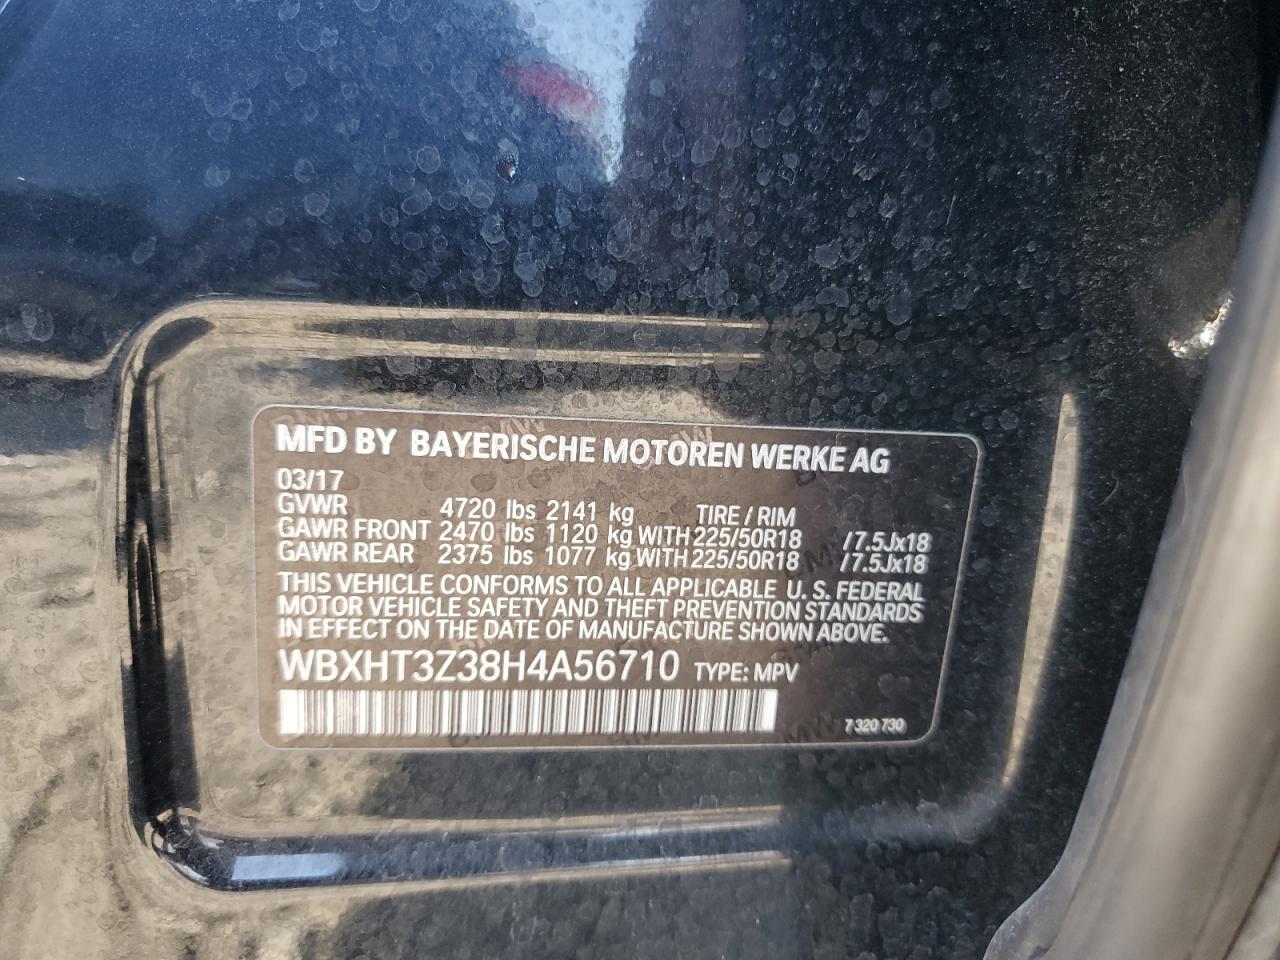 MFD BY BAYERISCHE MOTOREN WERKE AG
03/17
GVWR 4720 lbs 2141 kg TIRE / RIM
GAWR FRONT 2470 lbs 1120 kg WITH 225/50R18 /7.5Jx18
GAWR REAR 2375 lbs 1077 kg WITH 225/50R18 /7.5Jx18
THIS VEHICLE CONFORMS TO ALL APPLICABLE U. S. FEDERAL
MOTOR VEHICLE SAFETY AND THEFT PREVENTION STANDARDS
IN EFFECT ON THE DATE OF MANUFACTURE SHOWN ABOVE.
WBXHT3Z38H4A56710 TYPE: MPV
7 320 730